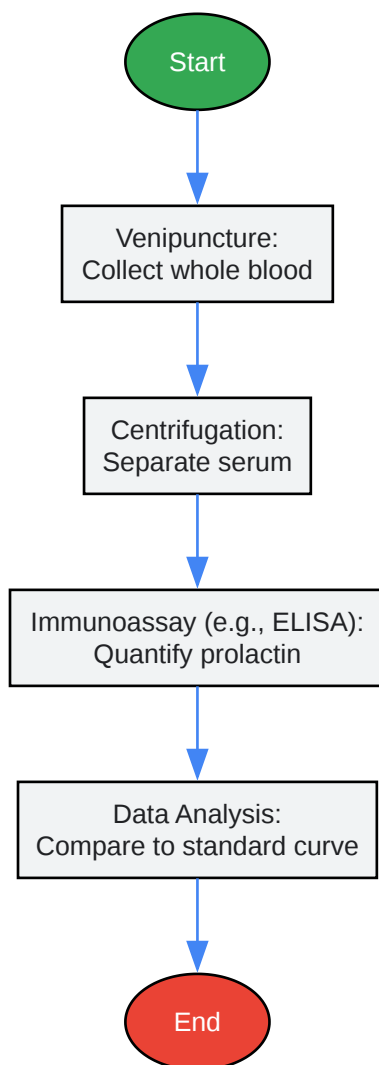 Start
Venipuncture:
Collect whole blood
Centrifugation:
Separate serum
Immunoassay (e.g., ELISA):
Quantify prolactin
Data Analysis:
Compare to standard curve
End